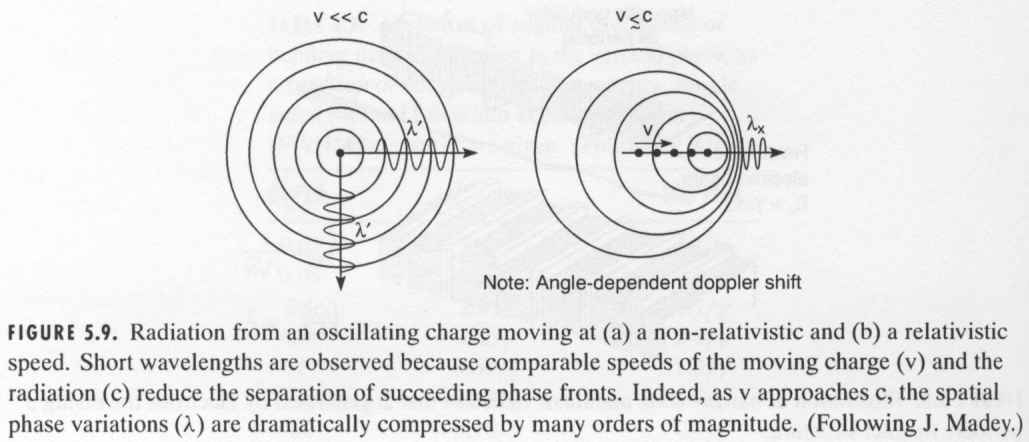 v << c
v ≲ c
λ′
λx
v
λ′
Note: Angle-dependent doppler shift
FIGURE 5.9. Radiation from an oscillating charge moving at (a) a non-relativistic and (b) a relativistic
speed. Short wavelengths are observed because comparable speeds of the moving charge (v) and the
radiation (c) reduce the separation of succeeding phase fronts. Indeed, as v approaches c, the spatial
phase variations (λ) are dramatically compressed by many orders of magnitude. (Following J. Madey.)